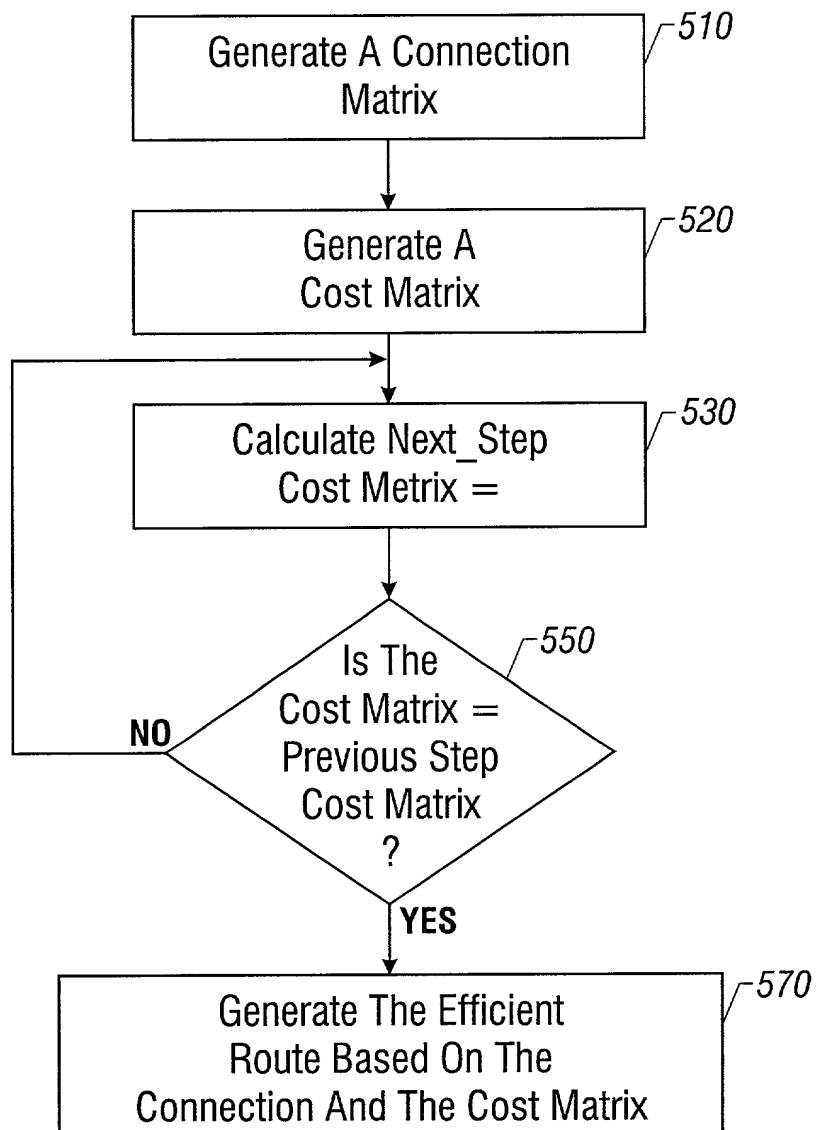 Generate A Connection
Matrix
510
Generate A
Cost Matrix
520
Calculate Next_Step
Cost Metrix =
530
Is The
Cost Matrix =
Previous Step
Cost Matrix
?
550
NO
YES
Generate The Efficient
Route Based On The
Connection And The Cost Matrix
570